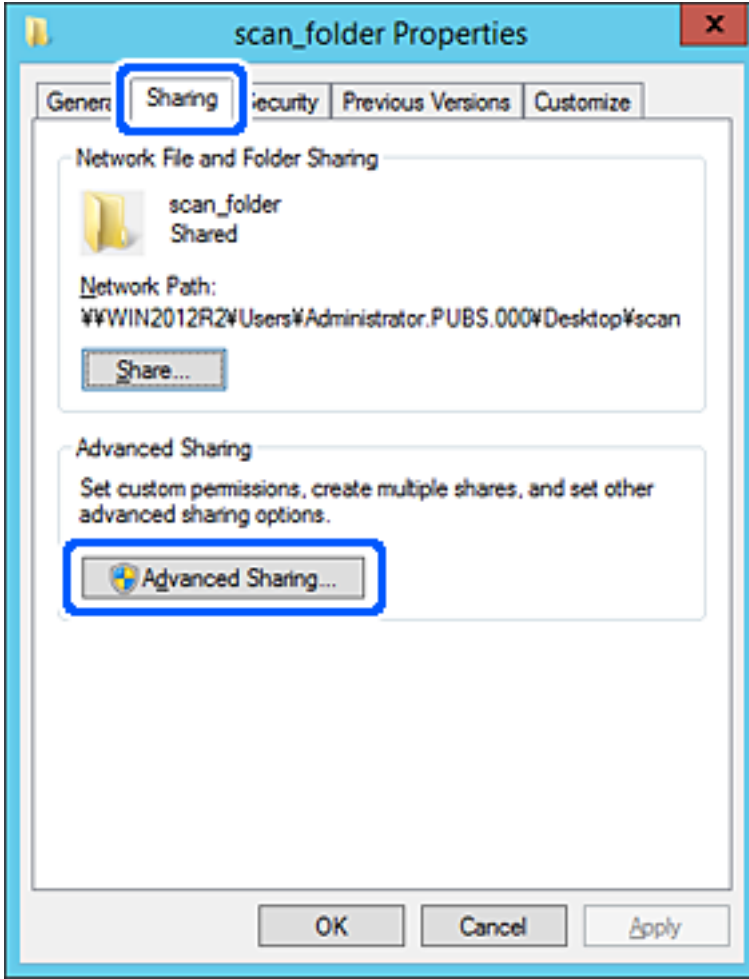 scan_folder Properties
x
General Sharing Security Previous Versions Customize
Network File and Folder Sharing
scan_folder
Shared
Network Path:
¥¥WIN2012R2¥Users¥Administrator.PUBS.000¥Desktop¥scan
Share...
Advanced Sharing
Set custom permissions, create multiple shares, and set other
advanced sharing options.
Advanced Sharing...
OK Cancel Apply